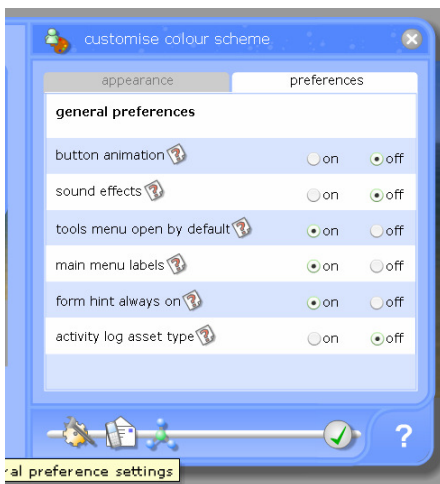 customise colour scheme
appearance preferences
general preferences
button animation on off
sound effects on off
tools menu open by default on off
main menu labels on off
form hint always on on off
activity log asset type on off
?
al preference settings